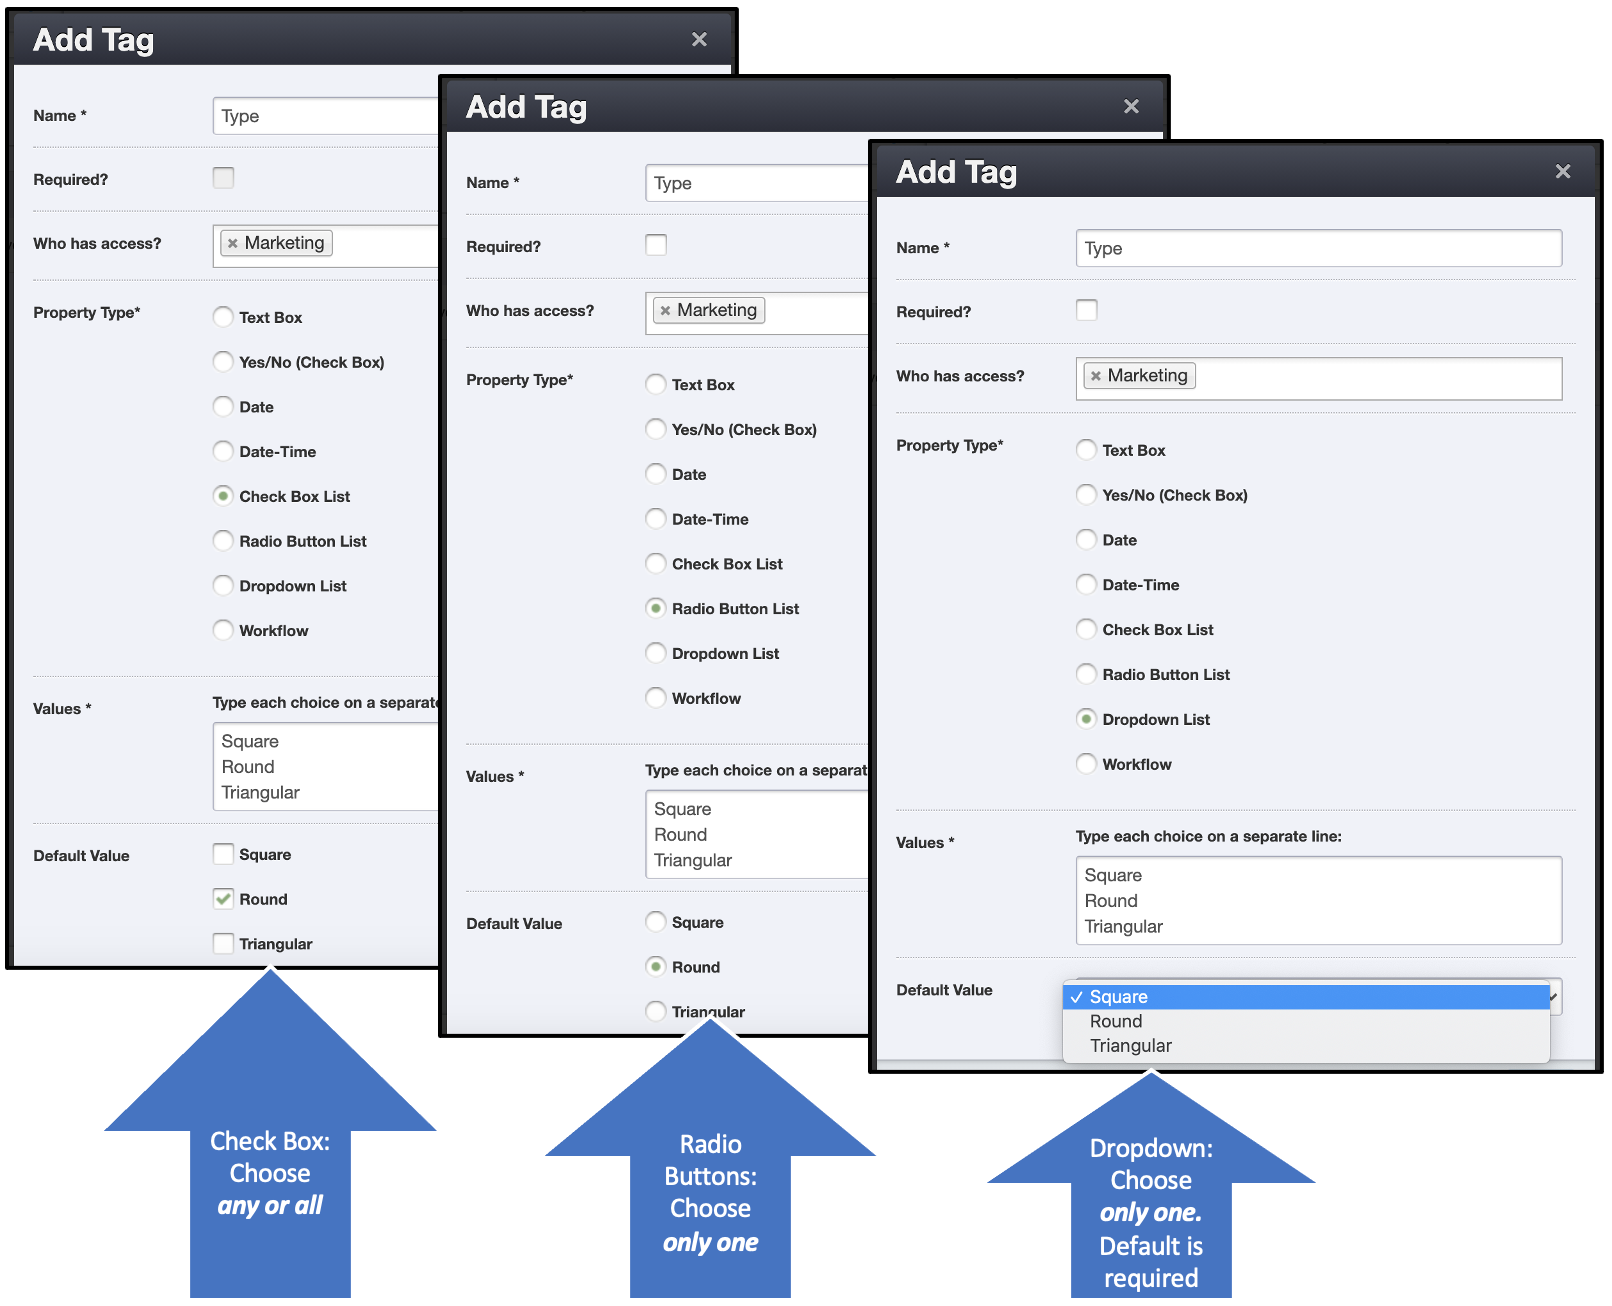 Add Tag
Name *
Type
Required?
Who has access?
× Marketing
Property Type*
Text Box
Yes/No (Check Box)
Date
Date-Time
Check Box List
Radio Button List
Dropdown List
Workflow
Values *
Type each choice on a separate
Square
Round
Triangular
Default Value
Square
Round
Triangular
Check Box:
Choose
any or all
Add Tag
Name *
Type
Required?
Who has access?
× Marketing
Property Type*
Text Box
Yes/No (Check Box)
Date
Date-Time
Check Box List
Radio Button List
Dropdown List
Workflow
Values *
Type each choice on a separat
Square
Round
Triangular
Default Value
Square
Round
Triangular
Radio
Buttons:
Choose
only one
Add Tag
Name *
Type
Required?
Who has access?
× Marketing
Property Type*
Text Box
Yes/No (Check Box)
Date
Date-Time
Check Box List
Radio Button List
Dropdown List
Workflow
Values *
Type each choice on a separate line:
Square
Round
Triangular
Default Value
Square
Round
Triangular
Dropdown:
Choose
only one.
Default is
required